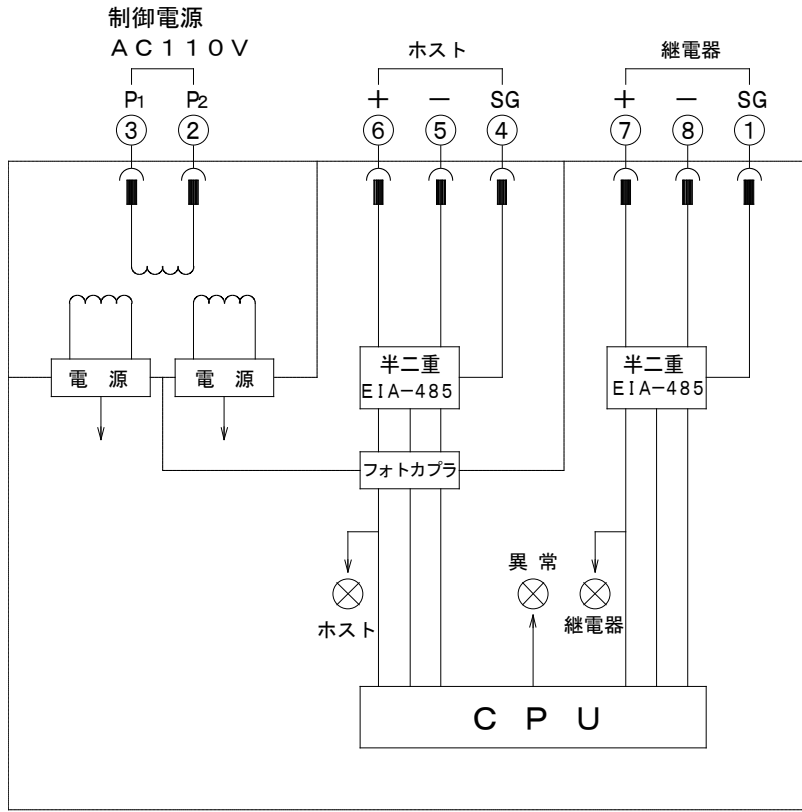 制御電源
ＡＣ１１０Ｖ
ホスト
継電器
P1 P2
＋ － SG
＋ － SG
③ ②
⑥ ⑤ ④
⑦ ⑧ ①
電 源
電 源
半二重
EIA-485
半二重
EIA-485
フォトカプラ
ホスト
異 常
継電器
ＣＰＵ